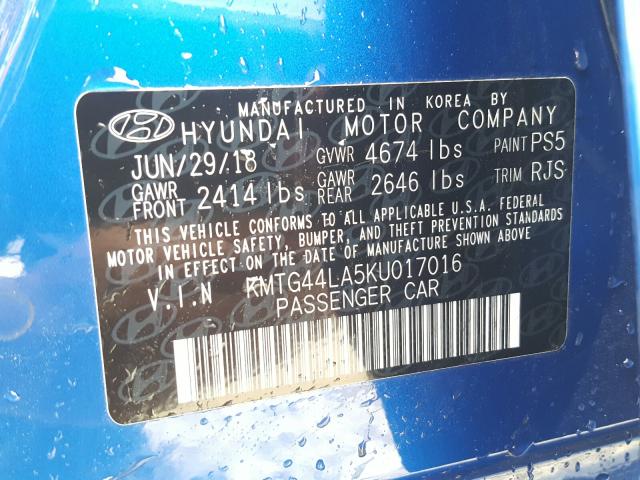 MANUFACTURED IN KOREA BY
HYUNDAI MOTOR COMPANY
JUN/29/18 GVWR 4674 lbs PAINT PS5
GAWR FRONT 2414 lbs GAWR REAR 2646 lbs TRIM RJS
THIS VEHICLE CONFORMS TO ALL APPLICABLE U.S.A. FEDERAL
MOTOR VEHICLE SAFETY, BUMPER, AND THEFT PREVENTION STANDARDS
IN EFFECT ON THE DATE OF MANUFACTURE SHOWN ABOVE
V I N KMTG44LA5KU017016
PASSENGER CAR